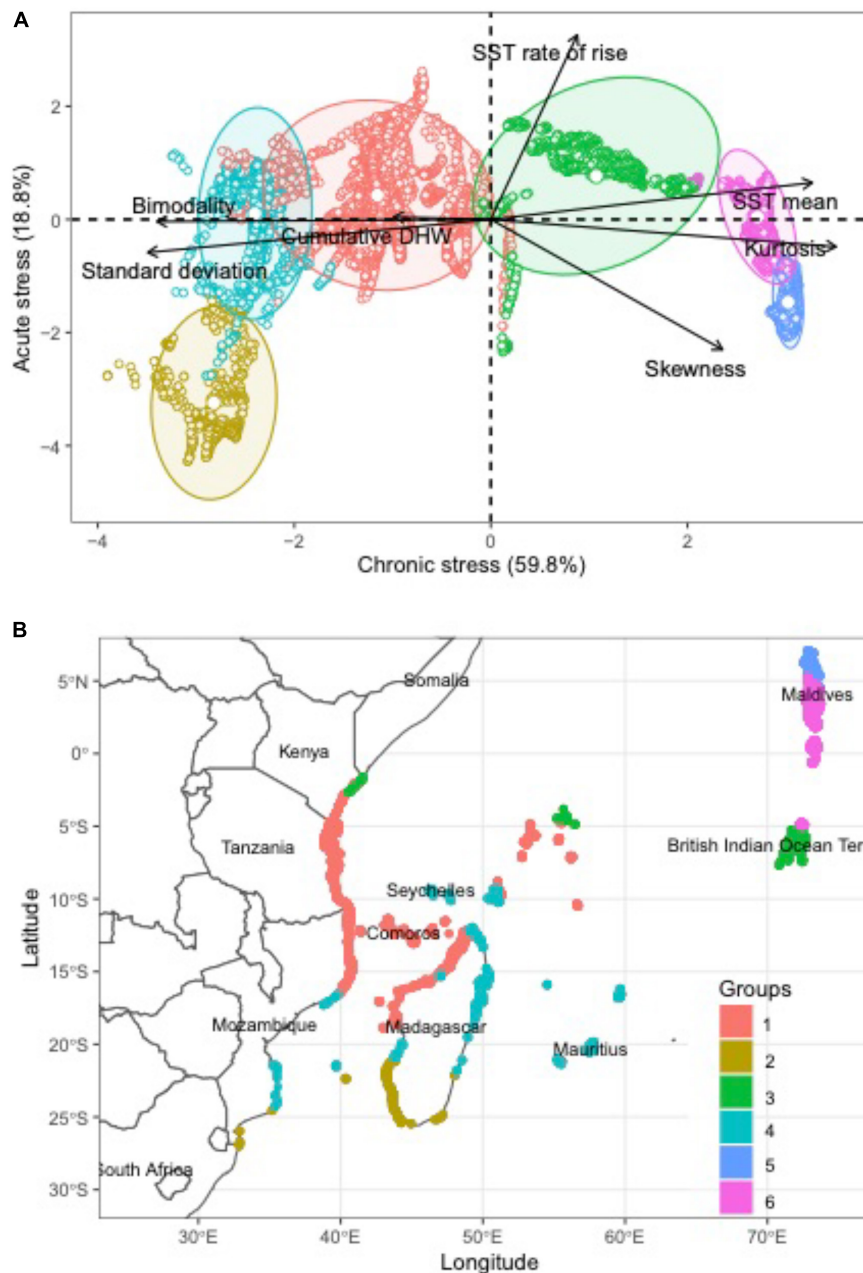 A
SST rate of rise
2
Bimodality
SST mean
0
Cumulative DHW
Kurtosis
Standard deviation
Acute stress (18.8%)
−2
Skewness
−4
−4 −2 0 2
Chronic stress (59.8%)
B
5°N
Somalia
Maldives
Kenya
0°
5°S
Tanzania
British Indian Ocean Ter
10°S
Seychelles
Latitude
Comoros
15°S
Groups
Mozambique
Madagascar
1
20°S
Mauritius
2
3
25°S
4
South Africa
5
30°S
6
30°E 40°E 50°E 60°E 70°E
Longitude